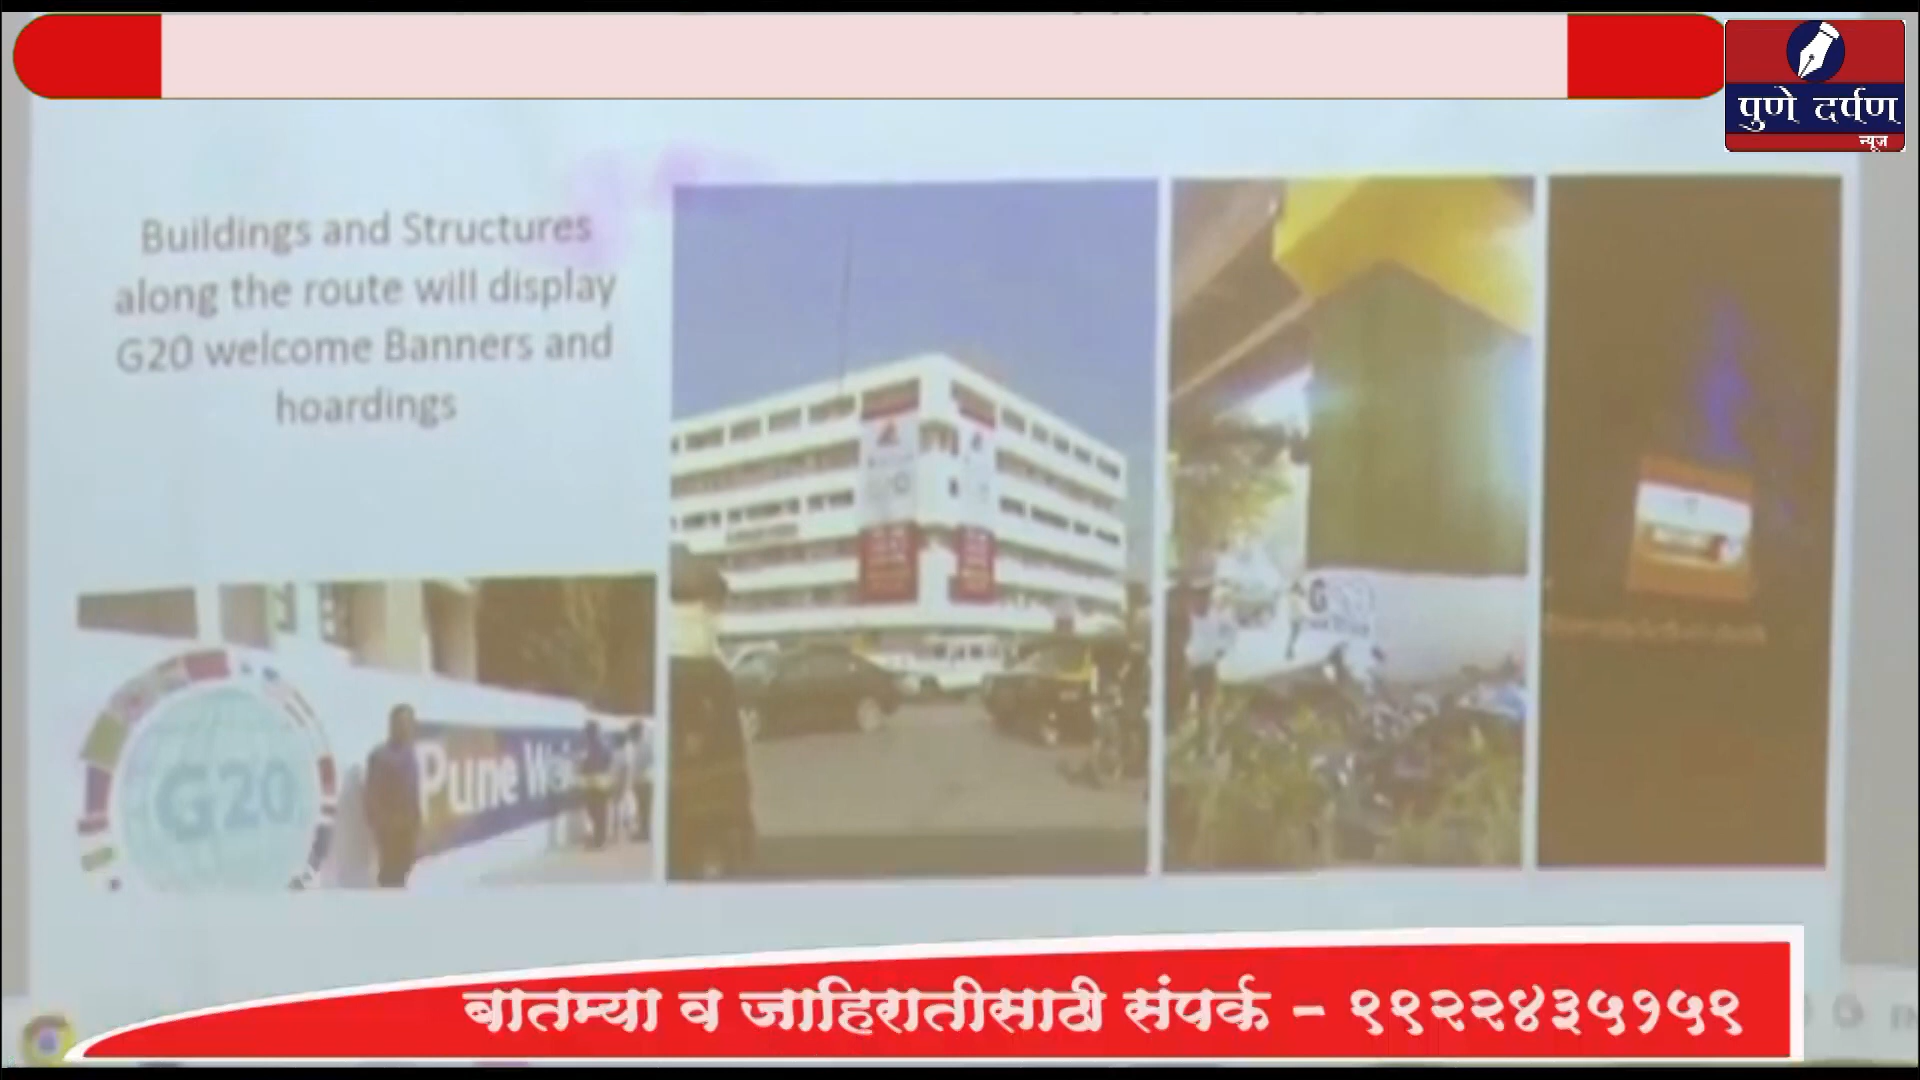 पुणे दर्पण
न्यूज
Buildings and Structures
along the route will display
G20 welcome Banners and
hoardings
G20
Pune
बातम्या व जाहिरातीसाठी संपर्क - ९९२२४३५१५९